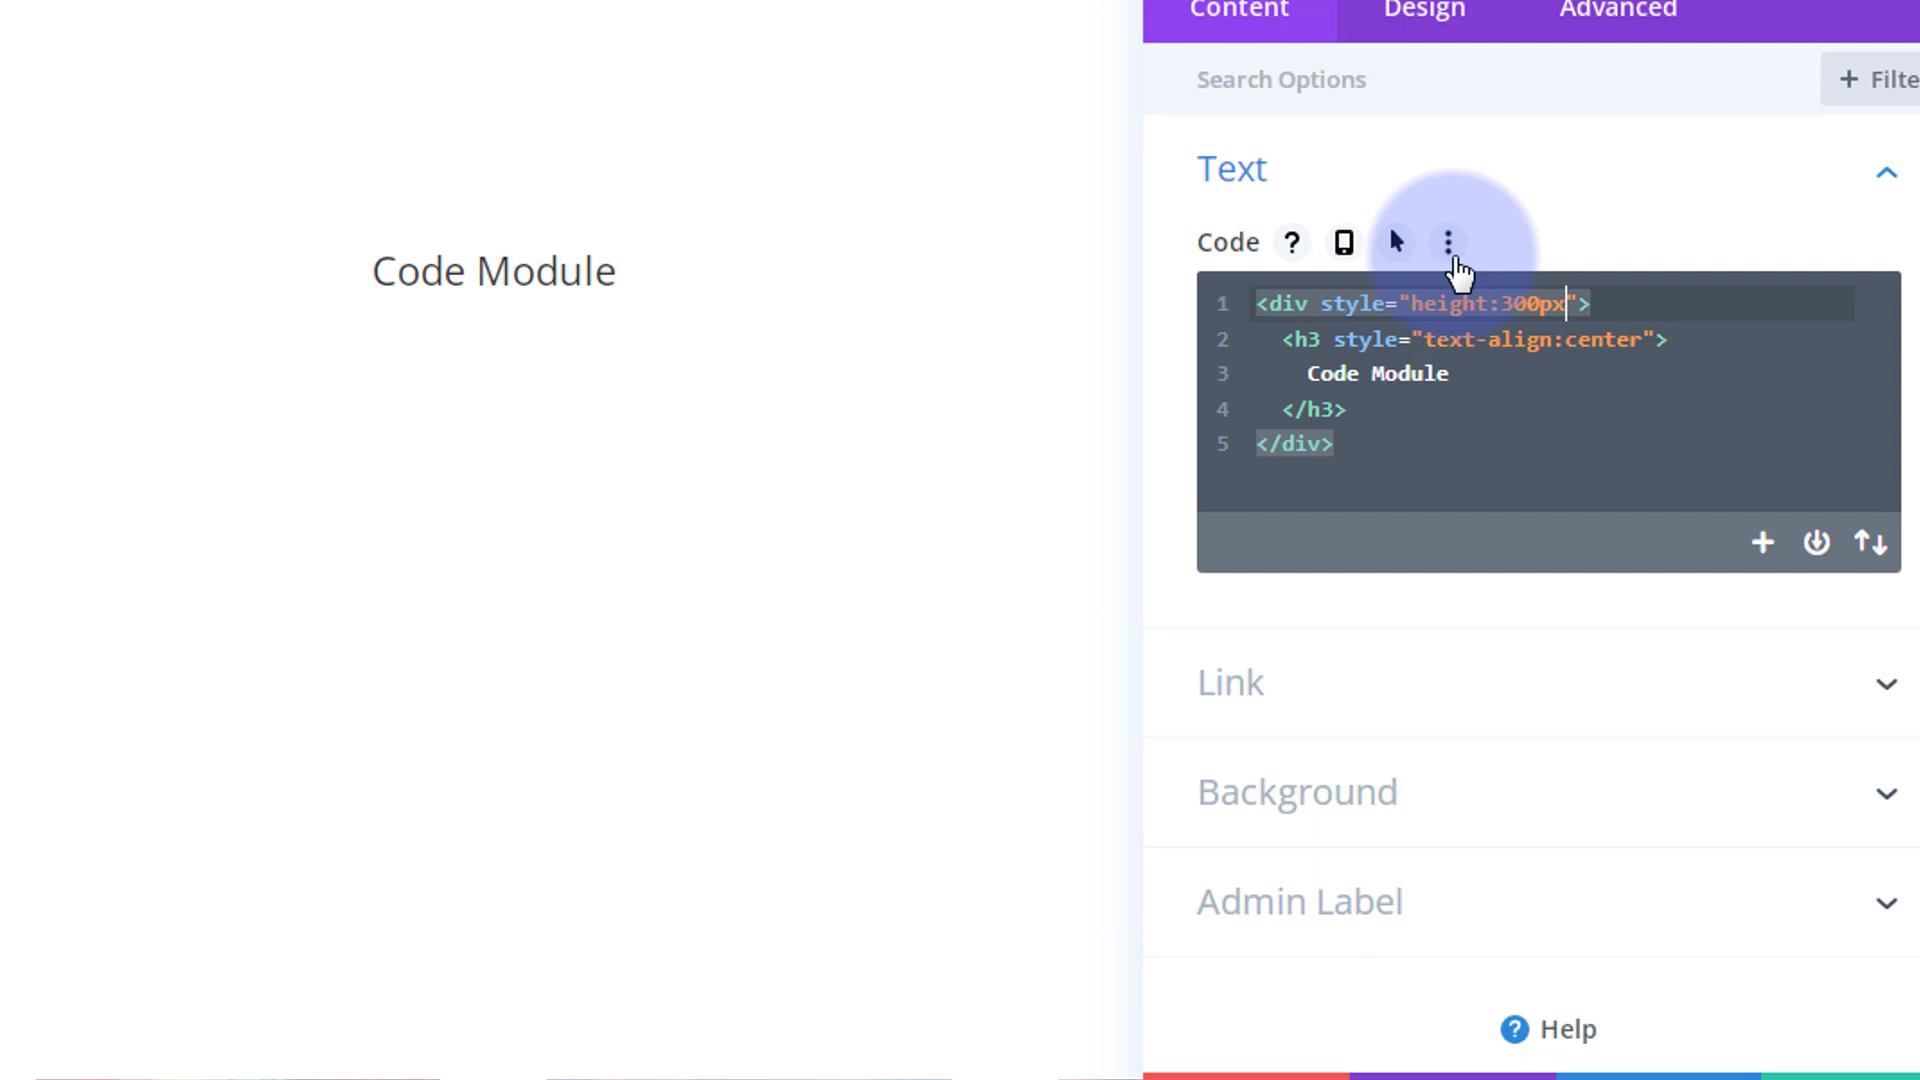 Content Design Advanced
Search Options
+ Filte
Text
Code ?
Code Module
1 <div style="height:300px">
2 <h3 style="text-align:center">
3 Code Module
4 </h3>
5 </div>
Link
Background
Admin Label
? Help